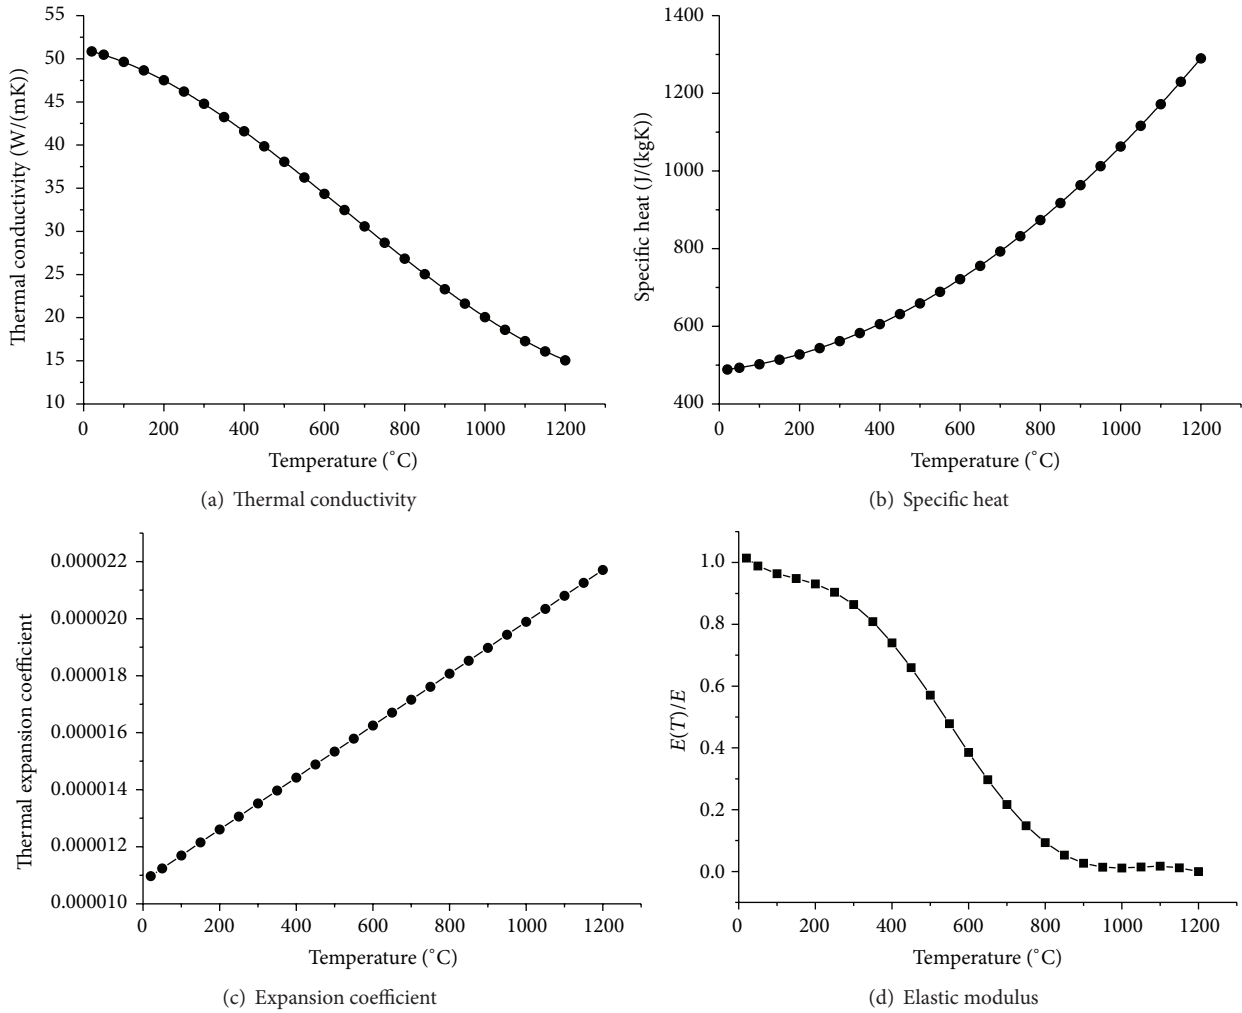 55
50
45
40
35
30
25
20
15
10
Thermal conductivity (W/(mK))
0 200 400 600 800 1000 1200
Temperature (°C)
(a) Thermal conductivity
1400
1200
1000
800
600
400
Specific heat (J/(kgK))
0 200 400 600 800 1000 1200
Temperature (°C)
(b) Specific heat
0.000022
0.000020
0.000018
0.000016
0.000014
0.000012
0.000010
Thermal expansion coefficient
0 200 400 600 800 1000 1200
Temperature (°C)
(c) Expansion coefficient
1.0
0.8
0.6
0.4
0.2
0.0
E(T)/E
0 200 400 600 800 1000 1200
Temperature (°C)
(d) Elastic modulus